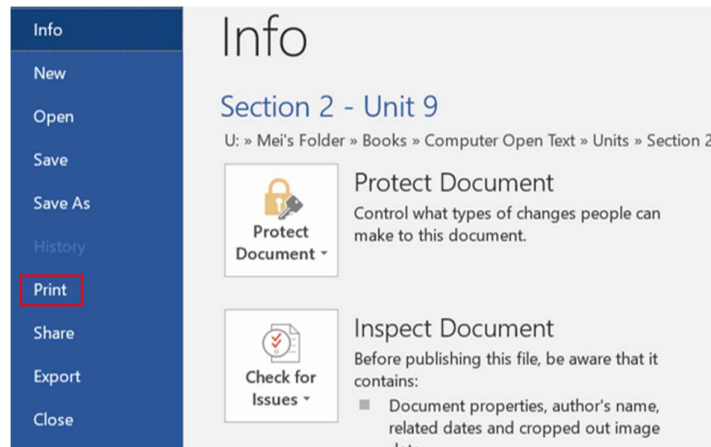 Info
New
Open
Save
Save As
History
Print
Share
Export
Close
Info
Section 2 - Unit 9
U: » Mei's Folder » Books » Computer Open Text » Units » Section 2
Protect
Document
Protect Document
Control what types of changes people can
make to this document.
Check for
Issues
Inspect Document
Before publishing this file, be aware that it
contains:
Document properties, author's name,
related dates and cropped out image